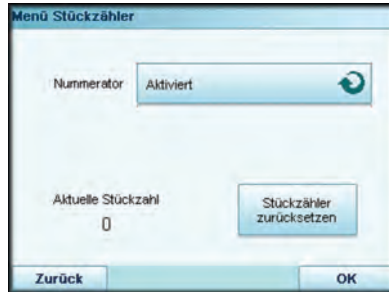 Menü Stückzähler
Nummerator
Aktiviert
Aktuelle Stückzahl
0
Stückzähler
zurücksetzen
Zurück
OK